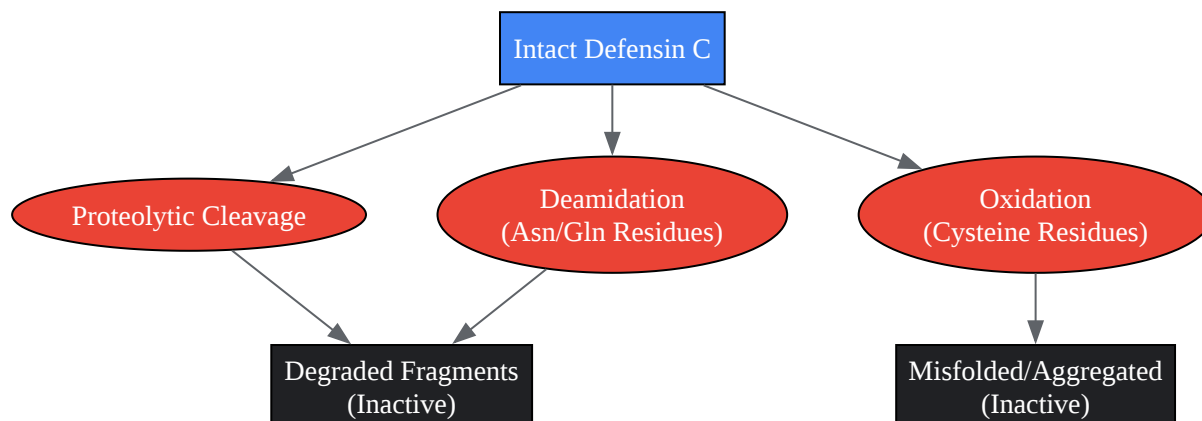 Intact Defensin C
Proteolytic Cleavage
Deamidation
(Asn/Gln Residues)
Oxidation
(Cysteine Residues)
Degraded Fragments
(Inactive)
Misfolded/Aggregated
(Inactive)